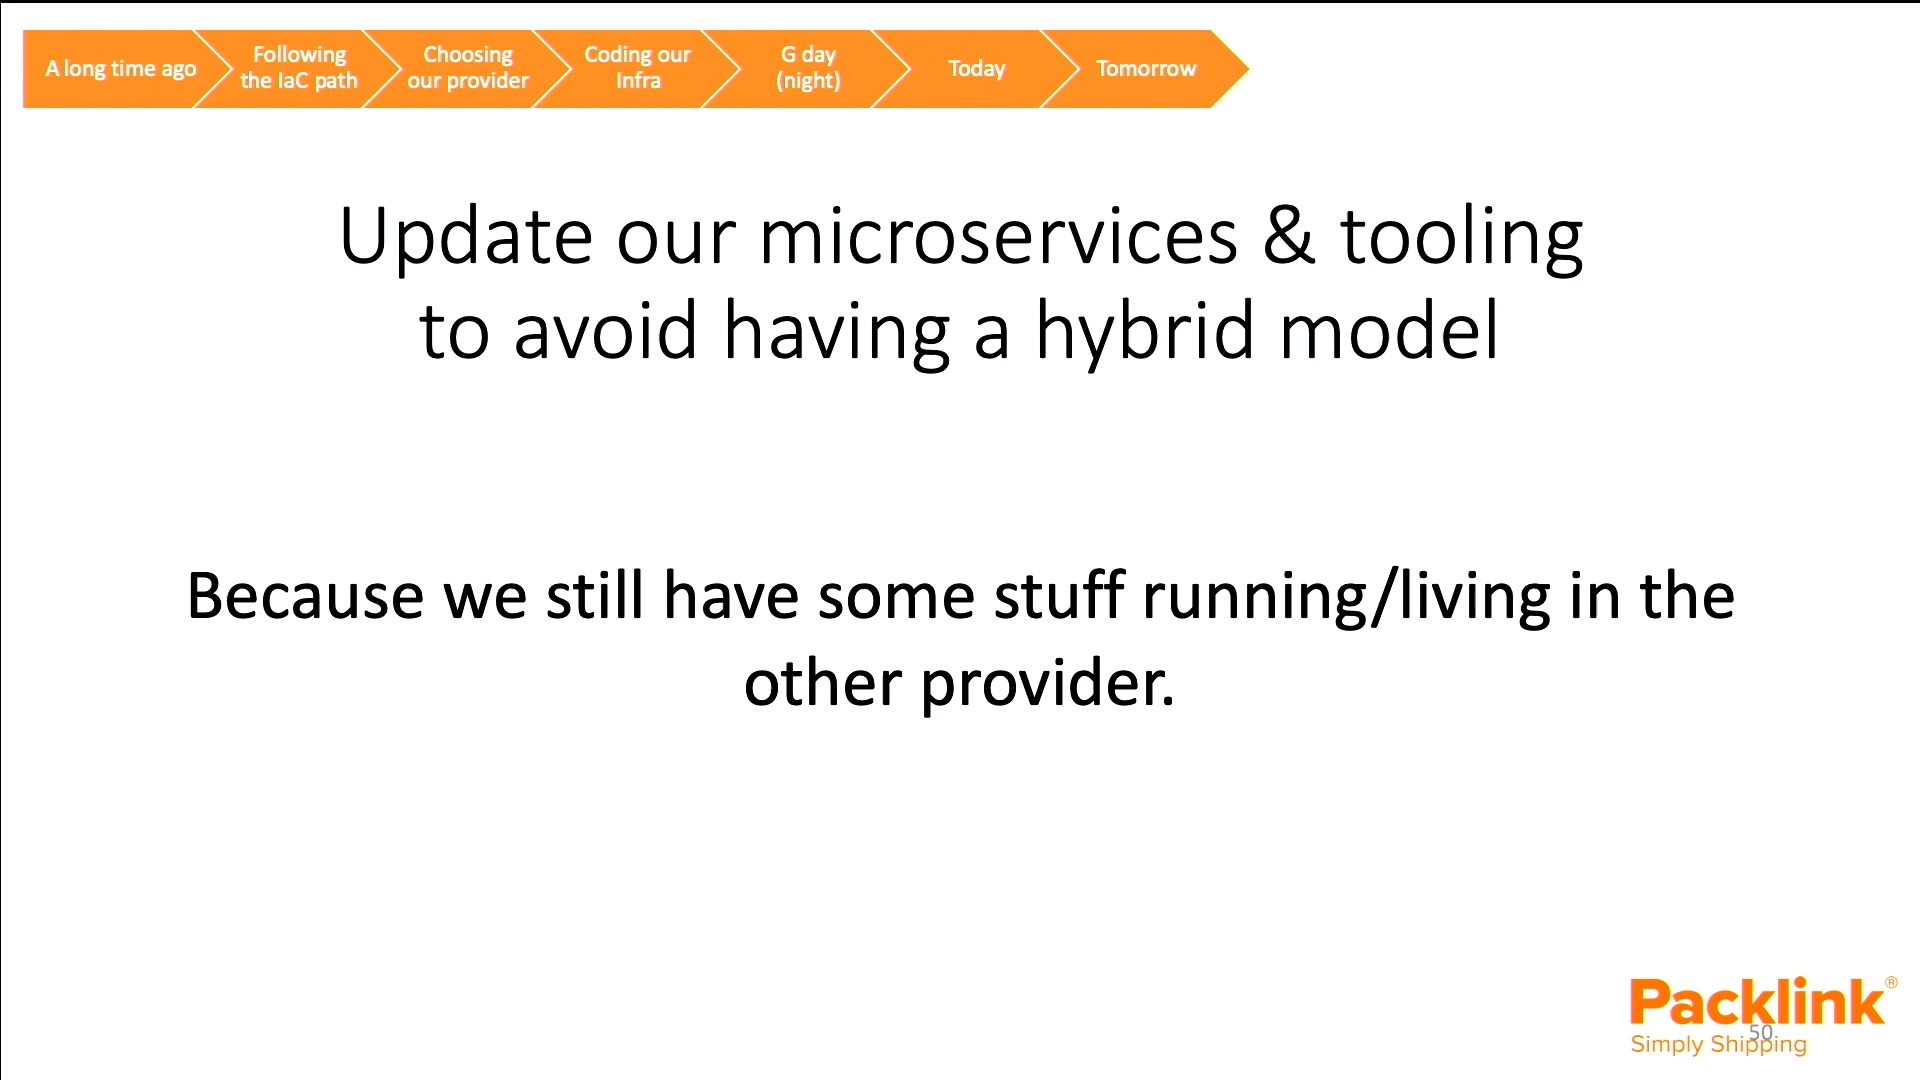 A long time ago
Following
the IaC path
Choosing
our provider
Coding our
Infra
G day
(night)
Today
Tomorrow
Update our microservices & tooling
to avoid having a hybrid model
Because we still have some stuff running/living in the
other provider.
Packlink®
50
Simply Shipping